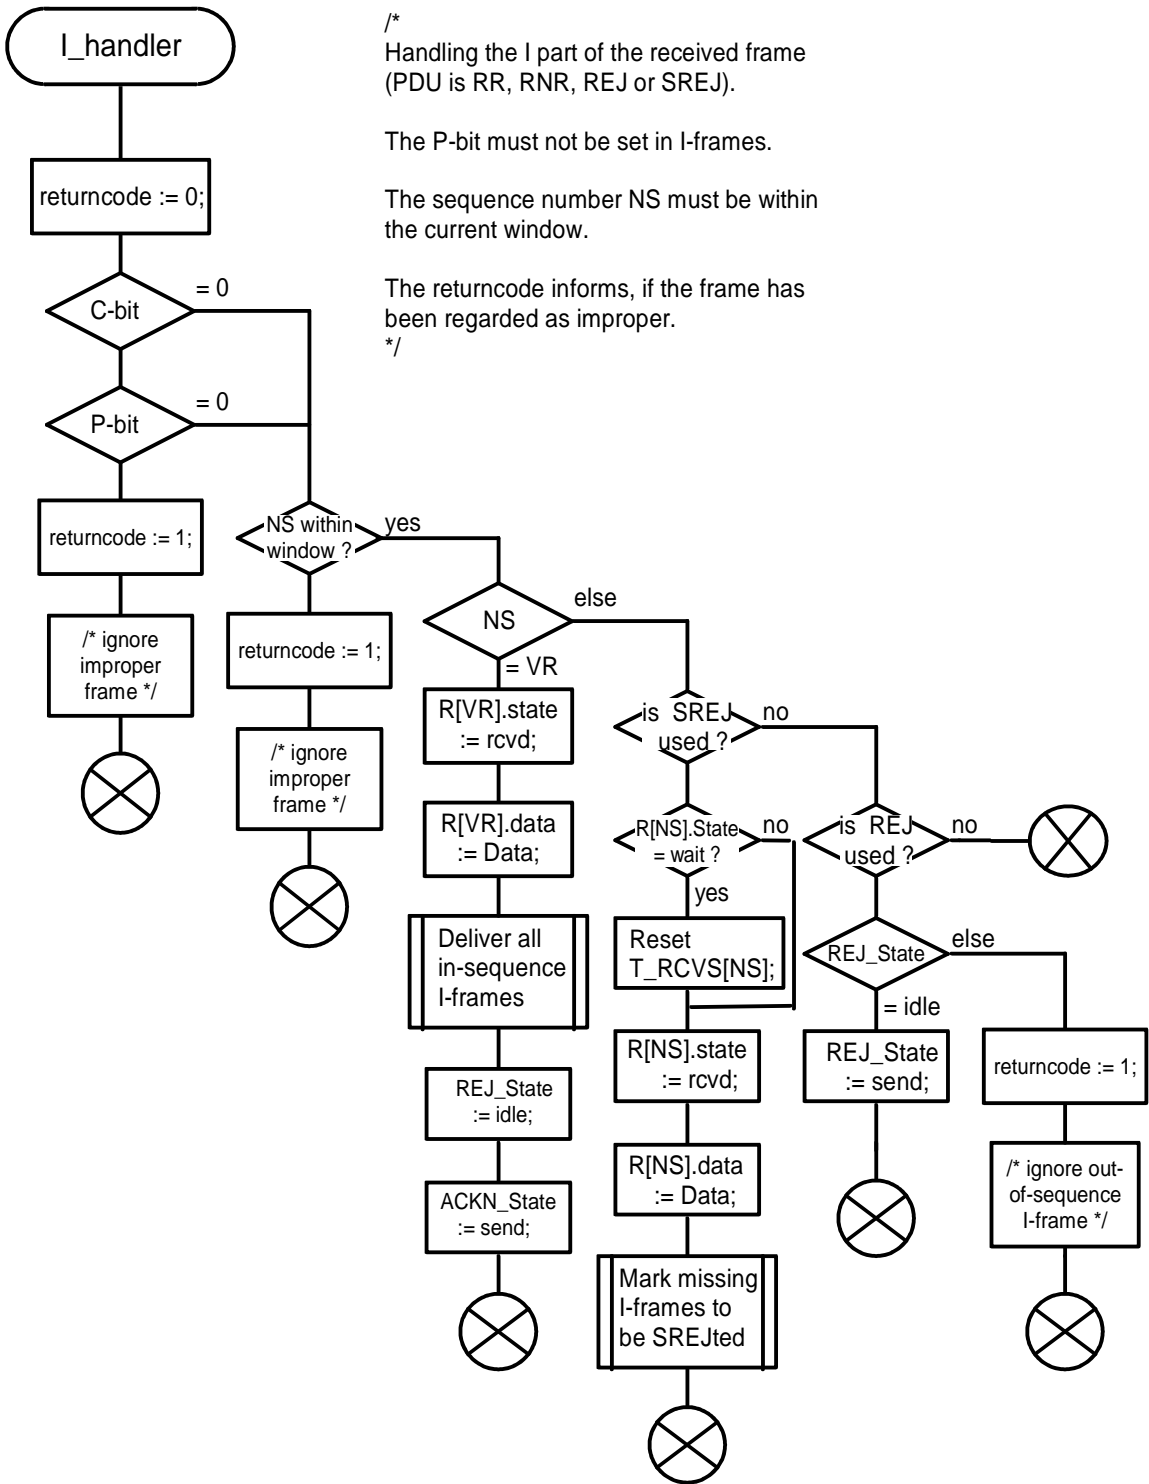 I_handler
/*
Handling the I part of the received frame
(PDU is RR, RNR, REJ or SREJ).
The P-bit must not be set in I-frames.
The sequence number NS must be within
the current window.
The returncode informs, if the frame has
been regarded as improper.
*/
returncode := 0;
C-bit
= 0
P-bit
= 0
returncode := 1;
/* ignore
improper
frame */
NS within
window ?
yes
returncode := 1;
/* ignore
improper
frame */
NS
else
= VR
R[VR].state
:= rcvd;
R[VR].data
:= Data;
Deliver all
in-sequence
I-frames
REJ_State
:= idle;
ACKN_State
:= send;
is SREJ
used ?
no
R[NS].State
= wait ?
no
yes
Reset
T_RCVS[NS];
R[NS].state
:= rcvd;
R[NS].data
:= Data;
Mark missing
I-frames to
be SREJted
is REJ
used ?
no
REJ_State
else
= idle
REJ_State
:= send;
returncode := 1;
/* ignore out-
of-sequence
I-frame */